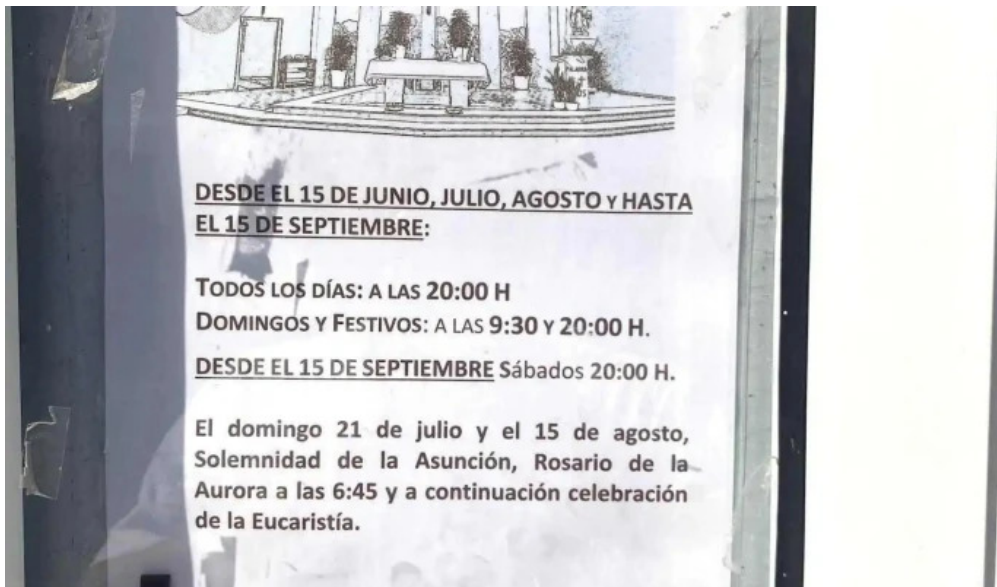 DESDE EL 15 DE JUNIO, JULIO, AGOSTO Y HASTA
EL 15 DE SEPTIEMBRE:
TODOS LOS DÍAS: A LAS 20:00 H
DOMINGOS Y FESTIVOS: A LAS 9:30 Y 20:00 H.
DESDE EL 15 DE SEPTIEMBRE Sábados 20:00 H.
El domingo 21 de julio y el 15 de agosto,
Solemnidad de la Asunción, Rosario de la
Aurora a las 6:45 y a continuación celebración
de la Eucaristía.